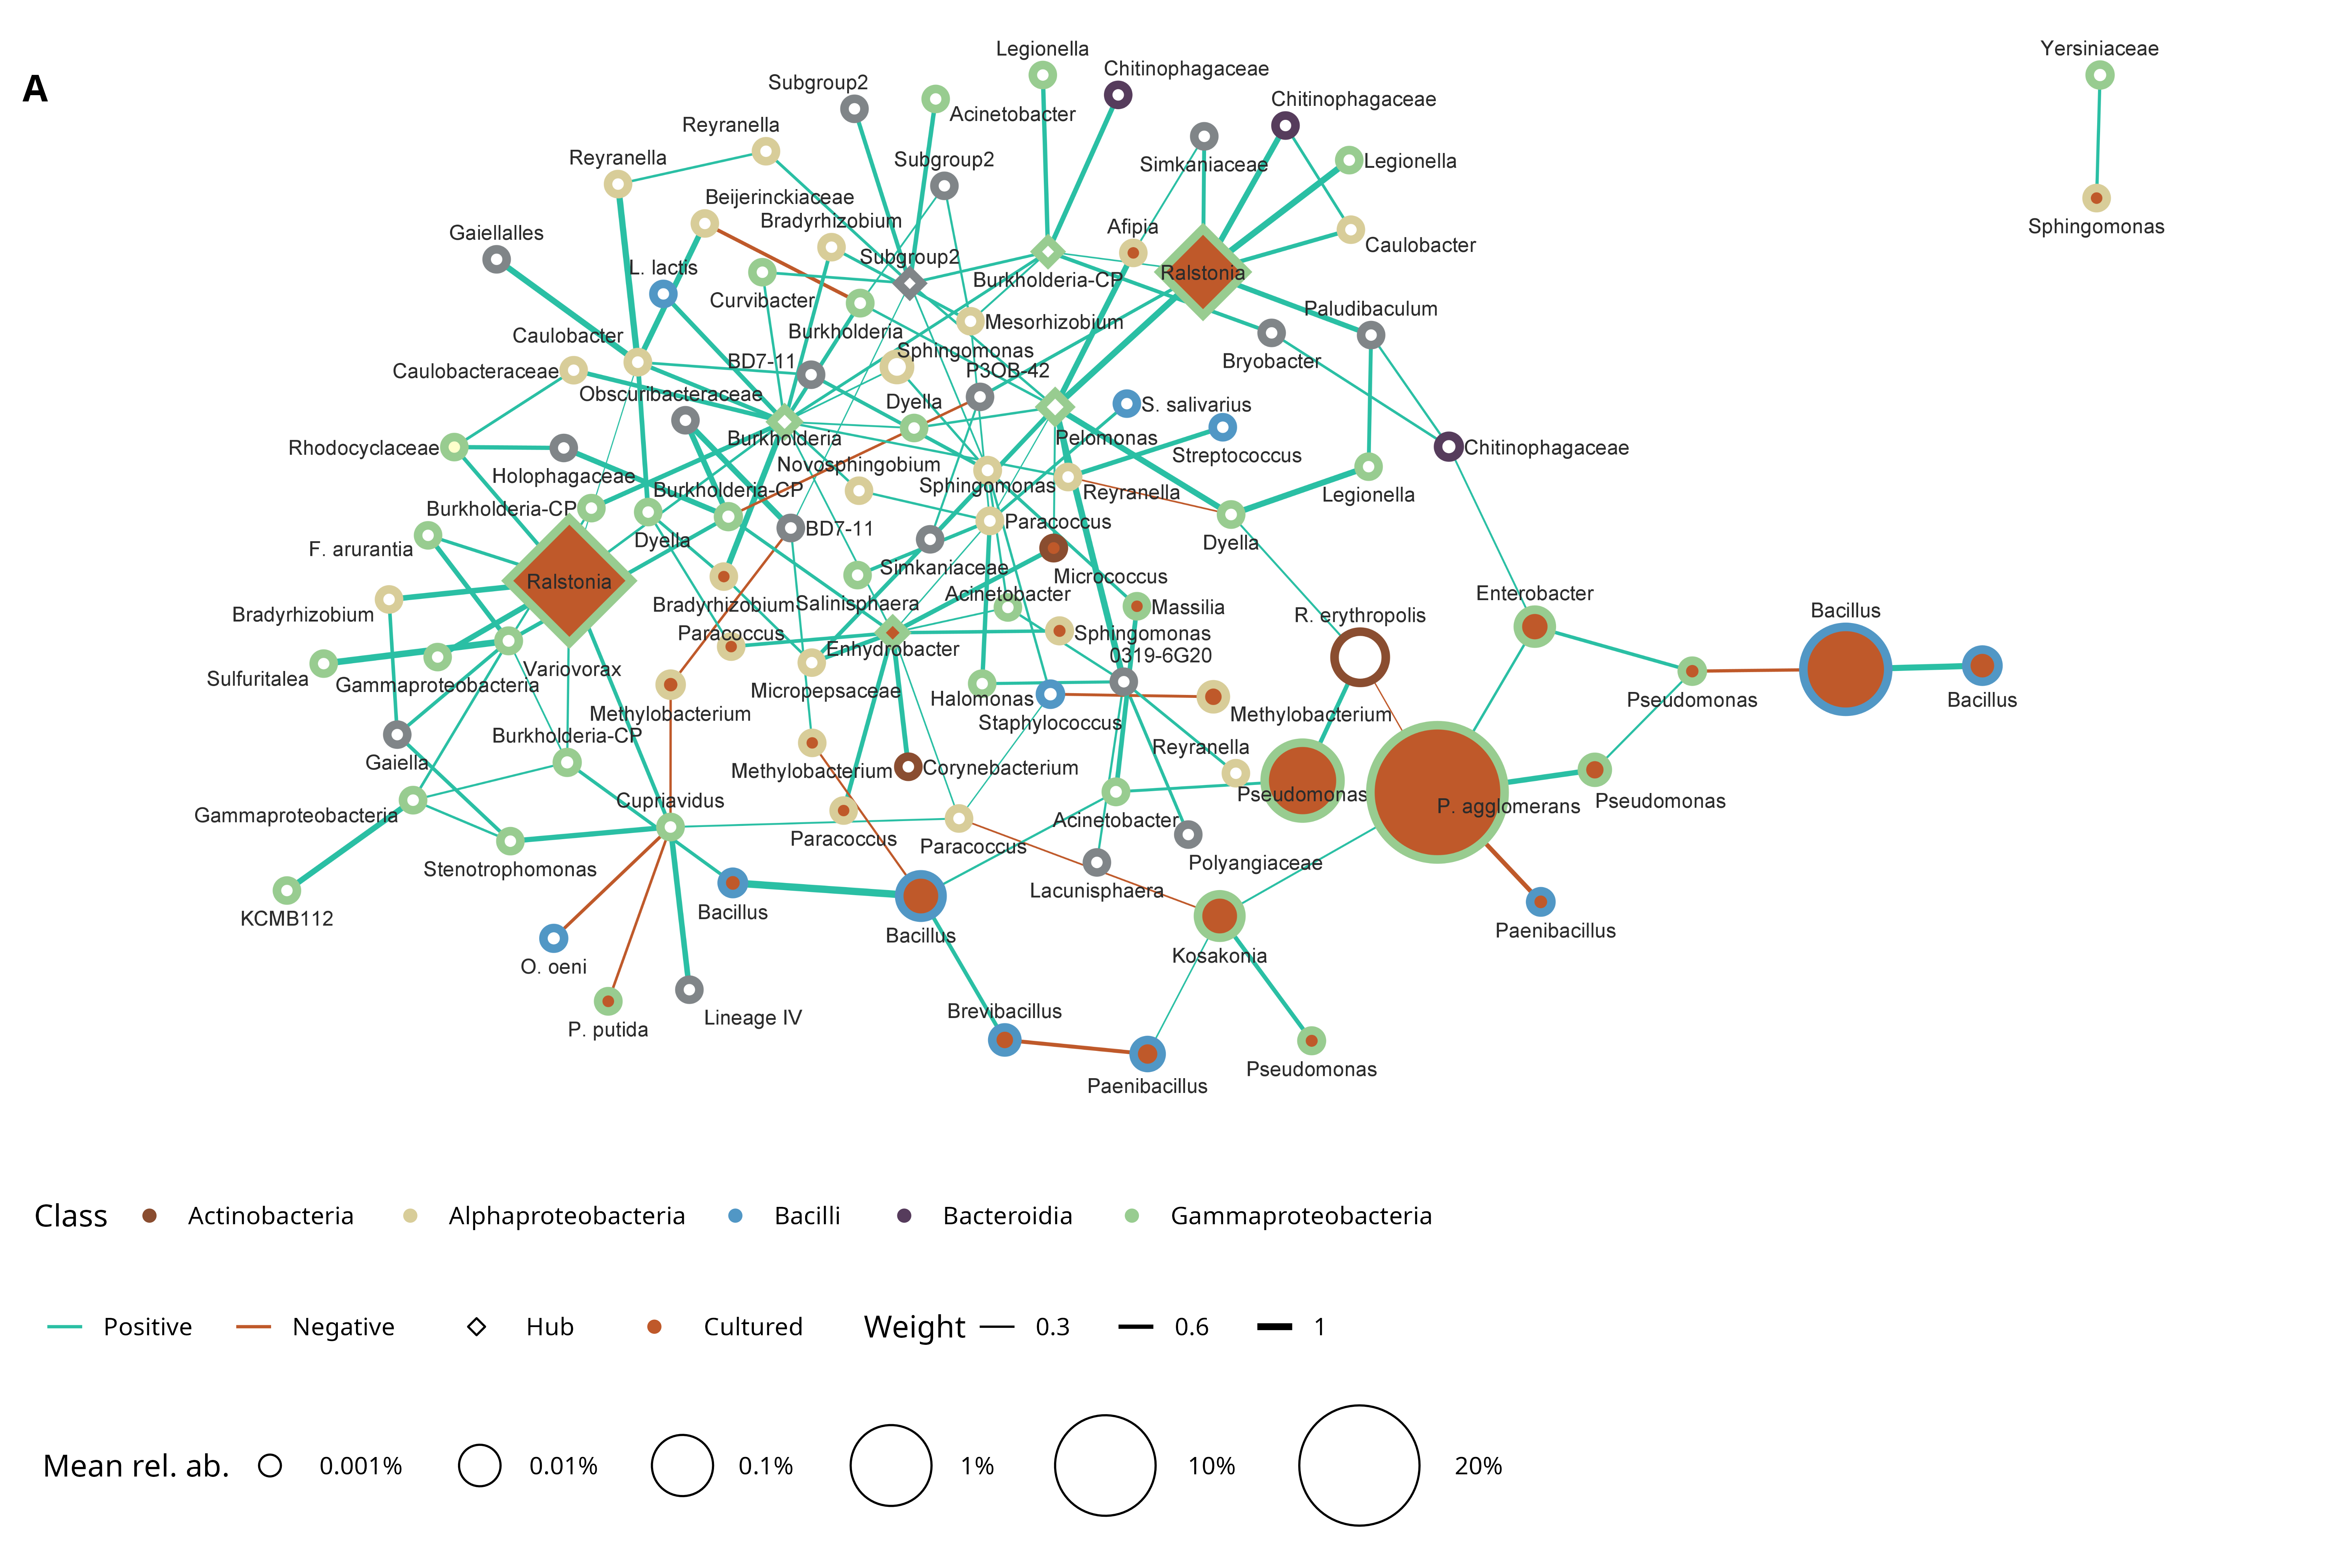 Legionella
Yersiniaceae
Chitinophagaceae
Subgroup2
A
Chitinophagaceae
Acinetobacter
Reyranella
Reyranella
Subgroup2
Simkaniaceae
Legionella
Beijerinckiaceae
Bradyrhizobium
Afipia
Sphingomonas
Gaiellalles
Caulobacter
Subgroup2
L. lactis
Ralstonia
Burkholderia-CP
Curvibacter
Paludibaculum
Mesorhizobium
Burkholderia
Caulobacter
Sphingomonas
BD7-11
Bryobacter
Caulobacteraceae
P3OB-42
Obscuribacteraceae
Dyella
S. salivarius
Burkholderia
Pelomonas
Rhodocyclaceae
Chitinophagaceae
Streptococcus
Novosphingobium
Holophagaceae
Sphingomonas
Burkholderia-CP
Reyranella
Legionella
Burkholderia-CP
Paracoccus
BD7-11
Dyella
Dyella
F. arurantia
Simkaniaceae
Micrococcus
Ralstonia
Acinetobacter
Enterobacter
Bradyrhizobium
Salinisphaera
Massilia
Bacillus
Bradyrhizobium
R. erythropolis
Paracoccus
Sphingomonas
Enhydrobacter
0319-6G20
Variovorax
Sulfuritalea
Gammaproteobacteria
Micropepsaceae
Halomonas
Pseudomonas
Bacillus
Methylobacterium
Staphylococcus
Methylobacterium
Burkholderia-CP
Reyranella
Gaiella
Methylobacterium
Corynebacterium
Pseudomonas
Cupriavidus
Pseudomonas
P. agglomerans
Gammaproteobacteria
Acinetobacter
Paracoccus
Paracoccus
Polyangiaceae
Stenotrophomonas
Lacunisphaera
KCMB112
Bacillus
Bacillus
Paenibacillus
Kosakonia
O. oeni
Brevibacillus
Lineage IV
P. putida
Pseudomonas
Paenibacillus
Class Actinobacteria Alphaproteobacteria Bacilli Bacteroidia Gammaproteobacteria
Positive Negative Hub Cultured Weight 0.3 0.6 1
Mean rel. ab. 0.001% 0.01% 0.1% 1% 10% 20%